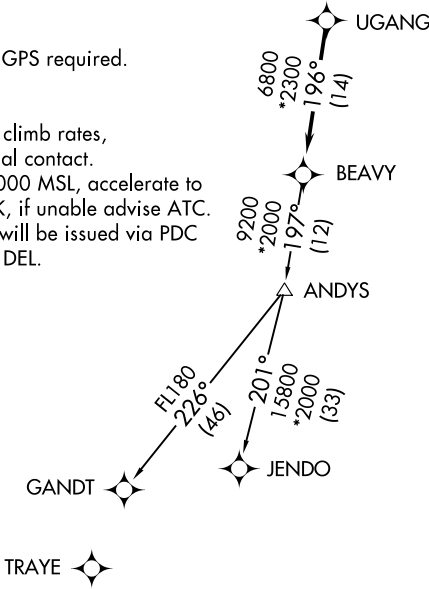 UGANG
GPS required.
6800
*2300
196°
(14)
climb rates,
al contact.
000 MSL, accelerate to
K, if unable advise ATC.
will be issued via PDC
DEL.
BEAVY
9200
*2000
197°
(12)
ANDYS
FL180
226°
(46)
201°
15800
*2000
(33)
JENDO
GANDT
TRAYE